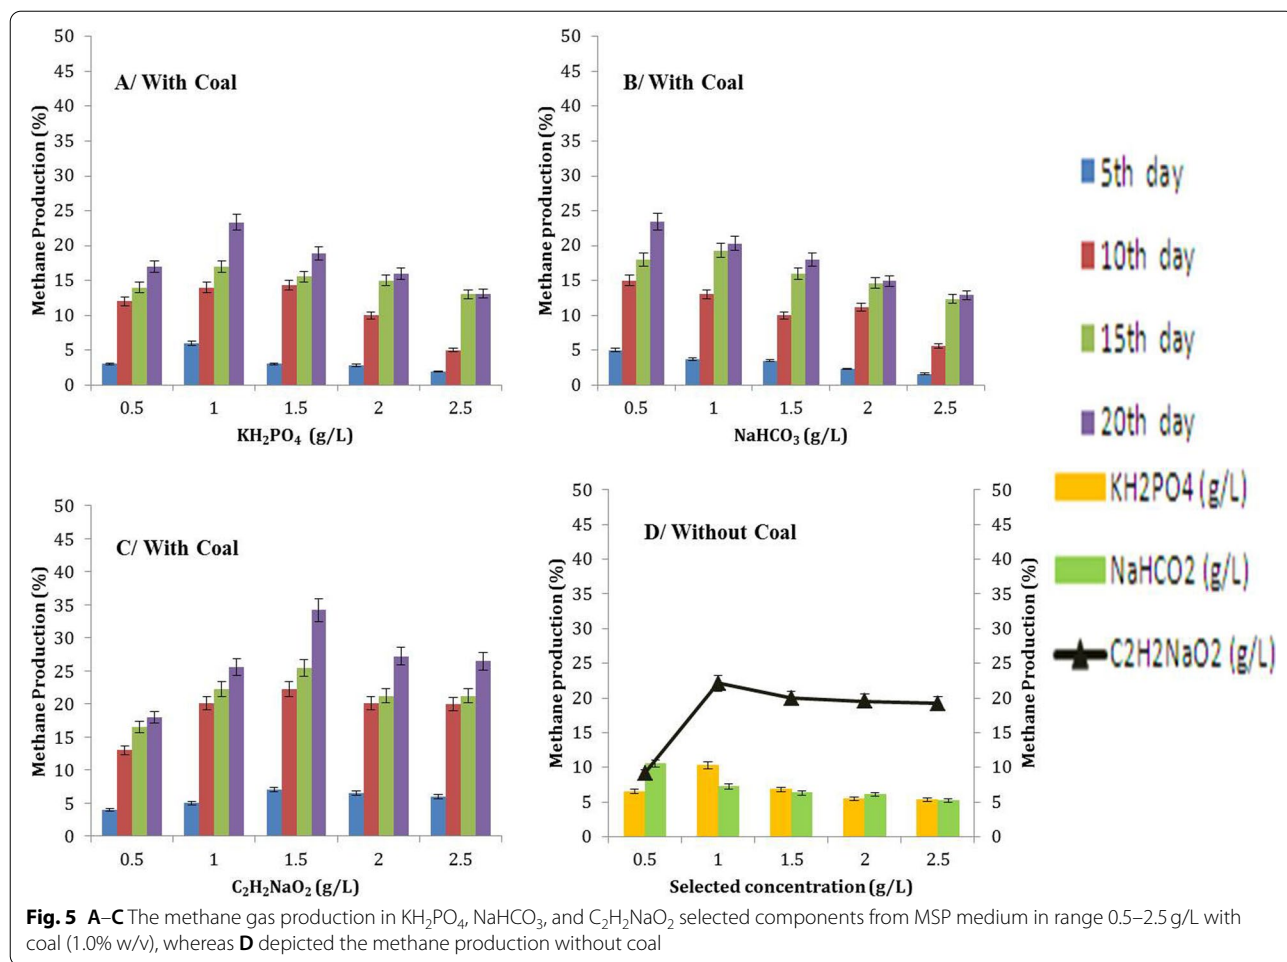 50
45
40
35
30
25
20
15
10
5
0
Methane Production (%)
A/ With Coal
0.5 1 1.5 2 2.5
KH₂PO₄ (g/L)
50
45
40
35
30
25
20
15
10
5
0
Methane production (%)
B/ With Coal
0.5 1 1.5 2 2.5
NaHCO₃ (g/L)
5th day
10th day
15th day
20th day
KH2PO4 (g/L)
NaHCO2 (g/L)
C2H2NaO2 (g/L)
50
45
40
35
30
25
20
15
10
5
0
Methane Production (%)
C/ With Coal
0.5 1 1.5 2 2.5
C₂H₂NaO₂ (g/L)
50
45
40
35
30
25
20
15
10
5
0
Methane production (%)
D/ Without Coal
0.5 1 1.5 2 2.5
Selected concentration (g/L)
50
45
40
35
30
25
20
15
10
5
0
Methane Production (%)
Fig. 5 A–C The methane gas production in KH₂PO₄, NaHCO₃, and C₂H₂NaO₂ selected components from MSP medium in range 0.5–2.5 g/L with
coal (1.0% w/v), whereas D depicted the methane production without coal